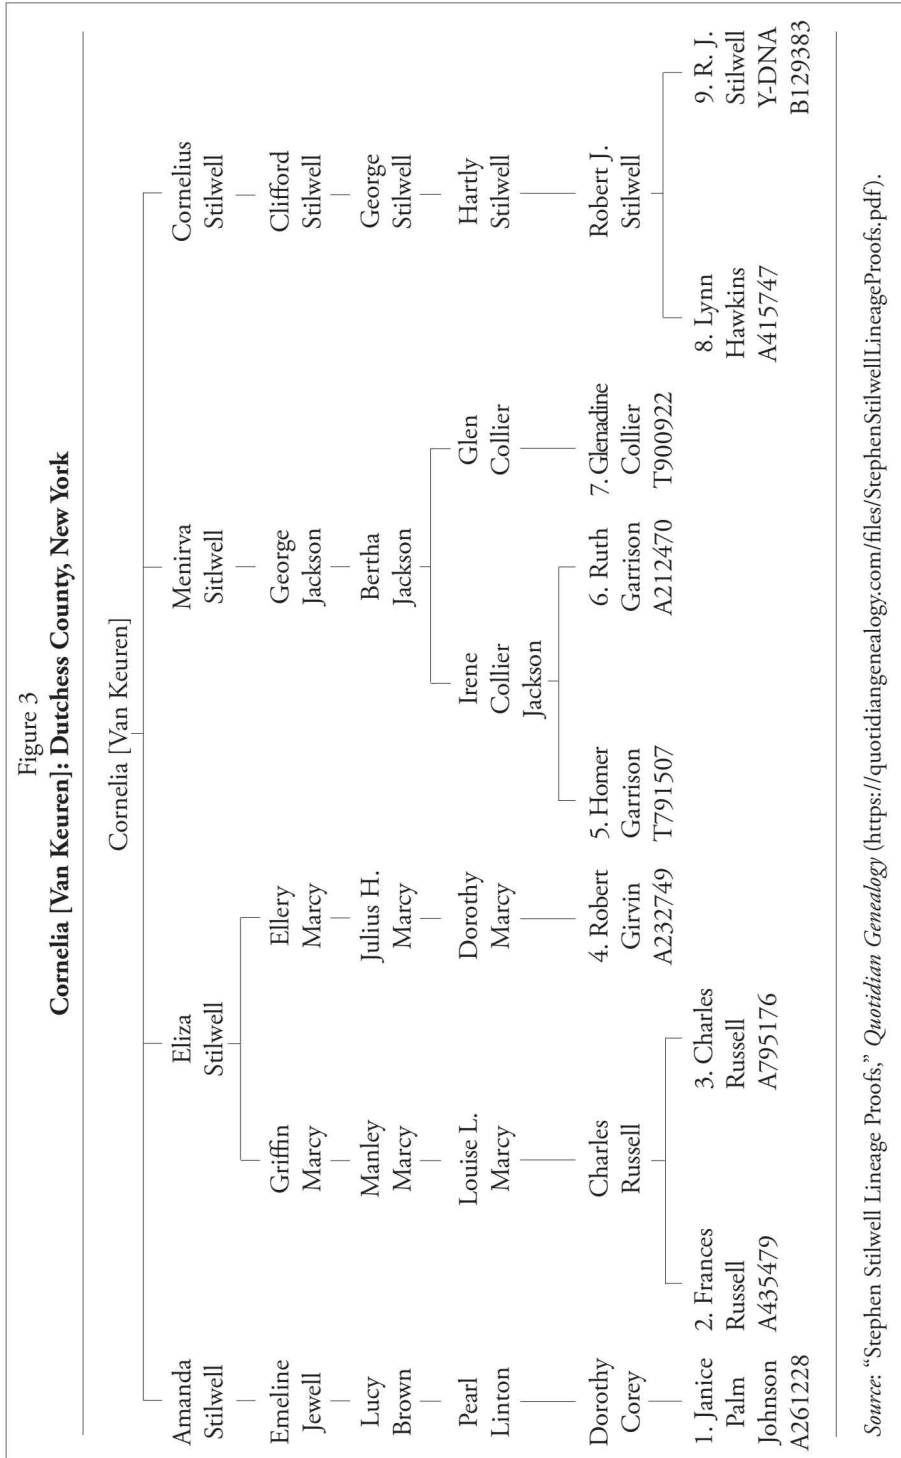 Figure 3
Cornelia [Van Keuren]: Dutchess County, New York
Cornelia [Van Keuren]
Amanda
Stilwell
Eliza
Stilwell
Menirva
Sitlwell
Cornelius
Stilwell
Emeline
Jewell
Griffin
Marcy
Ellery
Marcy
George
Jackson
Clifford
Stilwell
Lucy
Brown
Manley
Marcy
Julius H.
Marcy
Bertha
Jackson
George
Stilwell
Pearl
Linton
Louise L.
Marcy
Dorothy
Marcy
Irene
Collier
Jackson
Glen
Collier
Hartly
Stilwell
Dorothy
Corey
Charles
Russell
4. Robert
Girvin
A232749
5. Homer
Garrison
T791507
6. Ruth
Garrison
A212470
7. Glenadine
Collier
T900922
Robert J.
Stilwell
1. Janice
Palm
Johnson
A261228
2. Frances
Russell
A435479
3. Charles
Russell
A795176
8. Lynn
Hawkins
A415747
9. R. J.
Stilwell
Y-DNA
B129383
Source: “Stephen Stilwell Lineage Proofs,” Quotidian Genealogy (https://quotidiangenealogy.com/files/StephenStilwellLineageProofs.pdf).